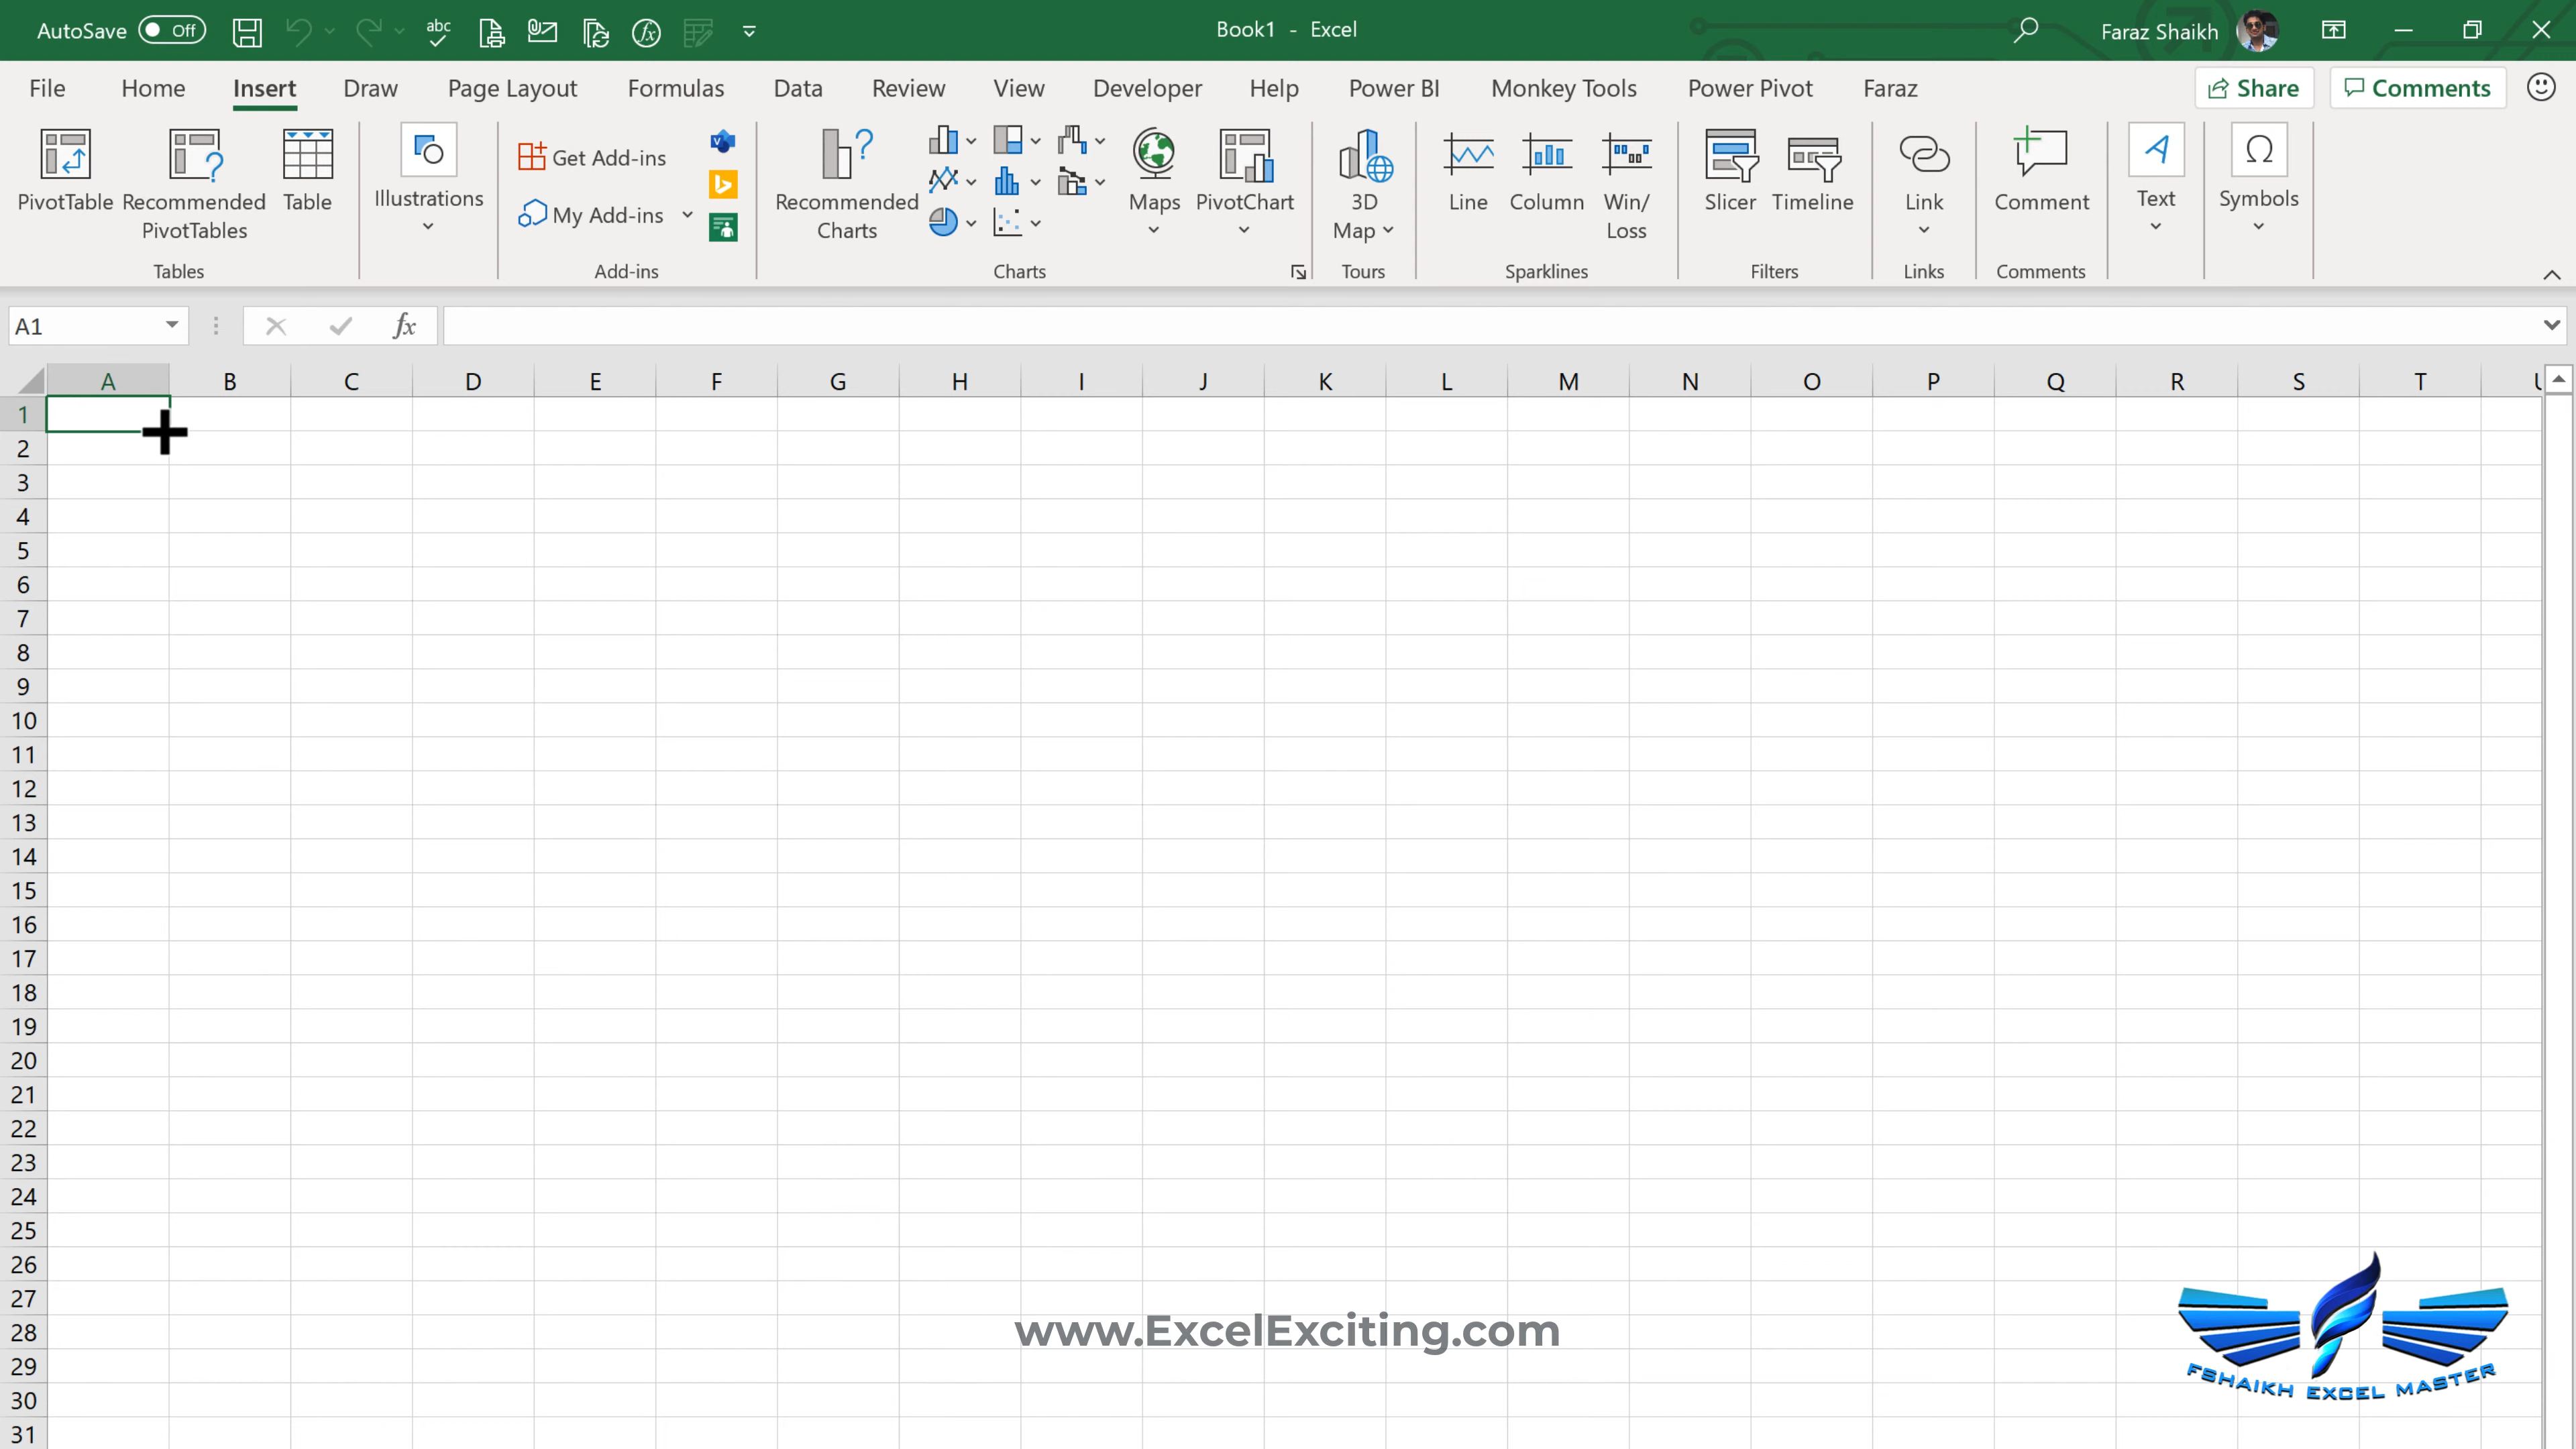 AutoSave Off abc Book1 - Excel Faraz Shaikh
File Home Insert Draw Page Layout Formulas Data Review View Developer Help Power BI Monkey Tools Power Pivot Faraz Share Comments
PivotTable
Recommended
PivotTables
Table
Tables
Illustrations
Get Add-ins
My Add-ins
Add-ins
Recommended
Charts
Maps
PivotChart
Charts
3D
Map
Tours
Line
Column
Win/
Loss
Sparklines
Slicer
Timeline
Filters
Link
Links
Comment
Comments
A
Text
Ω
Symbols
A1 fx
A B C D E F G H I J K L M N O P Q R S T
1
2
3
4
5
6
7
8
9
10
11
12
13
14
15
16
17
18
19
20
21
22
23
24
25
26
27
28
29
30
31
www.ExcelExciting.com
FSHAIKH EXCEL MASTER